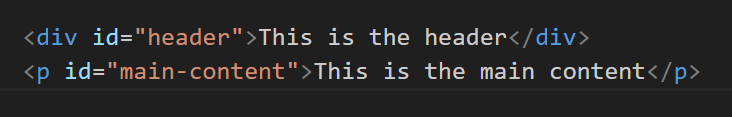 <div id="header">This is the header</div>
<p id="main-content">This is the main content</p>